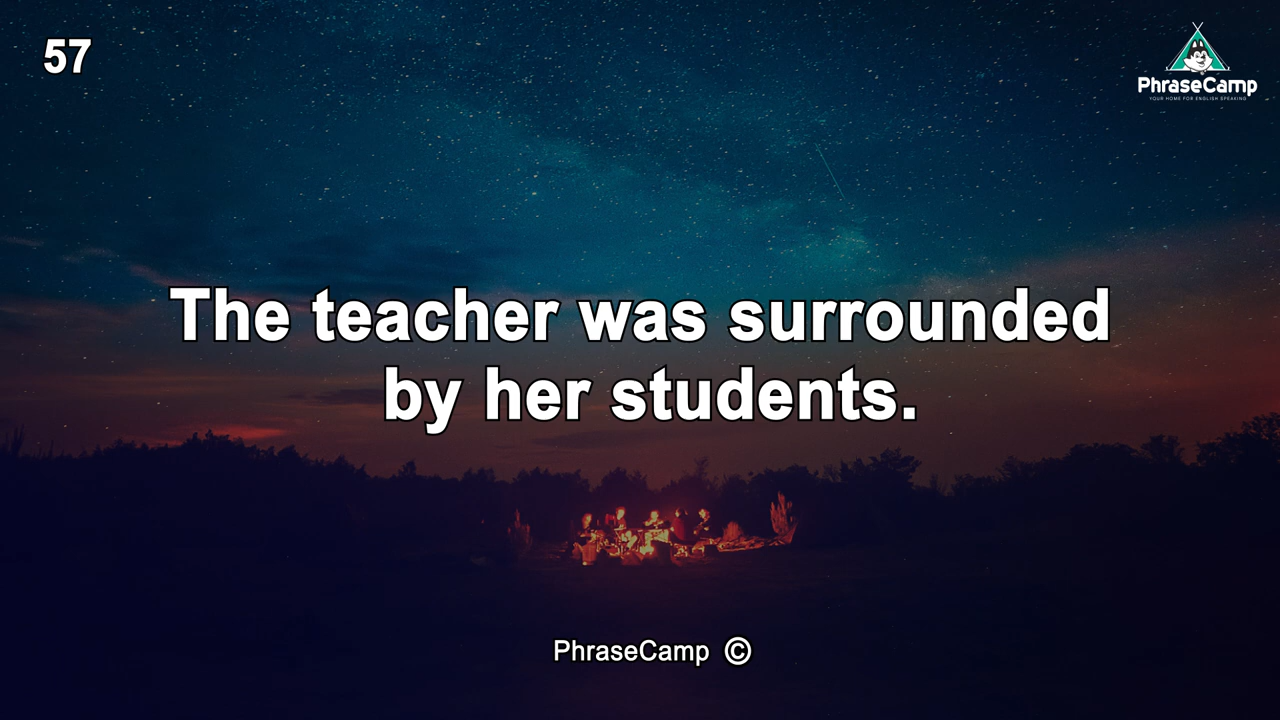 57
PhraseCamp
YOUR HOME FOR ENGLISH SPEAKING
The teacher was surrounded
by her students.
PhraseCamp ©